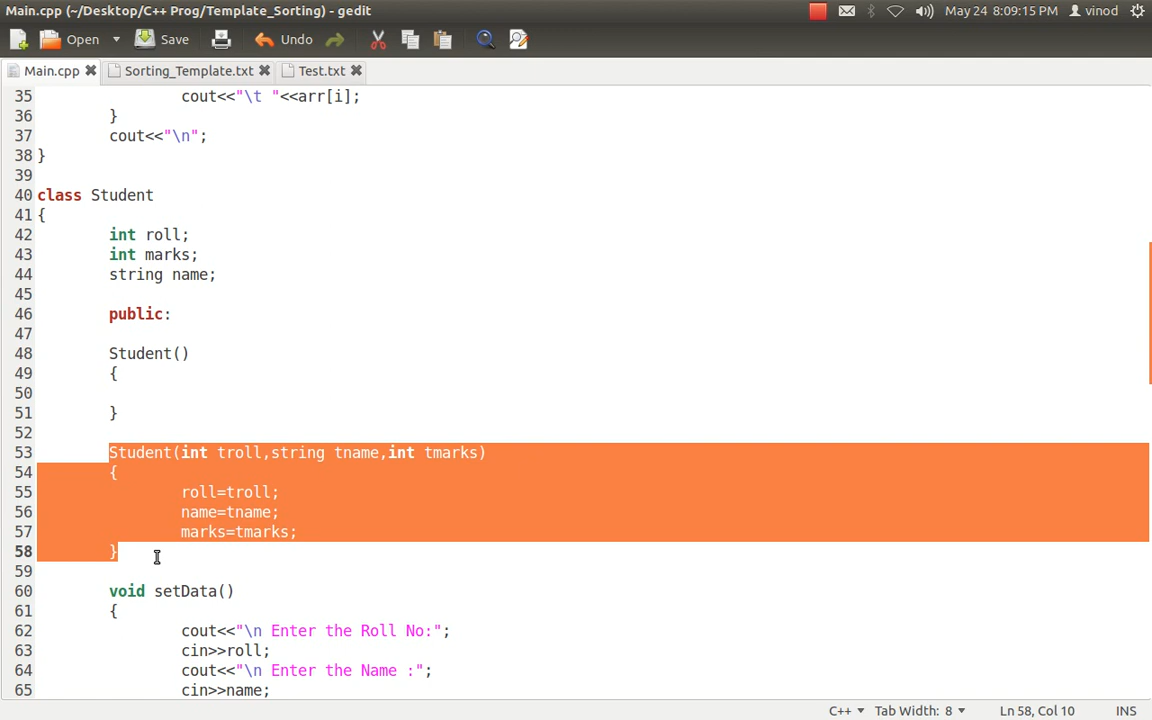 Main.cpp (~/Desktop/C++ Prog/Template_Sorting) - gedit May 24 8:09:15 PM vinod
Open Save Undo
Main.cpp Sorting_Template.txt Test.txt
35 cout<<"\t "<<arr[i];
36 }
37 cout<<"\n";
38 }
39
40 class Student
41 {
42 int roll;
43 int marks;
44 string name;
45
46 public:
47
48 Student()
49 {
50
51 }
52
53 Student(int troll,string tname,int tmarks)
54 {
55 roll=troll;
56 name=tname;
57 marks=tmarks;
58 }
59
60 void setData()
61 {
62 cout<<"\n Enter the Roll No:";
63 cin>>roll;
64 cout<<"\n Enter the Name :";
65 cin>>name;
C++ Tab Width: 8 Ln 58, Col 10 INS